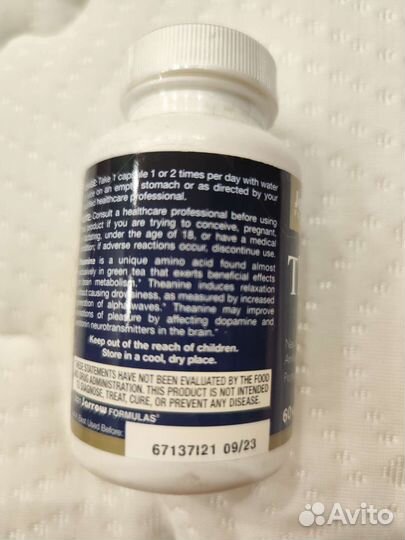 Take 1 capsule 1 or 2 times per day with water
on an empty stomach or as directed by your
healthcare professional.
Consult a healthcare professional before using
product if you are trying to conceive, pregnant,
under the age of 18, or have a medical
if adverse reactions occur, discontinue use.
is a unique amino acid found almost
in green tea that exerts beneficial effects
brain metabolism.* Theanine induces relaxation
causing drowsiness, as measured by increased
of alpha-waves.* Theanine may improve
of pleasure by affecting dopamine and
neurotransmitters in the brain.*
Keep out of the reach of children.
Store in a cool, dry place.
THESE STATEMENTS HAVE NOT BEEN EVALUATED BY THE FOOD
AND DRUG ADMINISTRATION. THIS PRODUCT IS NOT INTENDED
TO DIAGNOSE, TREAT, CURE, OR PREVENT ANY DISEASE.
Jarrow FORMULAS®
Best Used Before:
67137I21 09/23
T
60
Avito